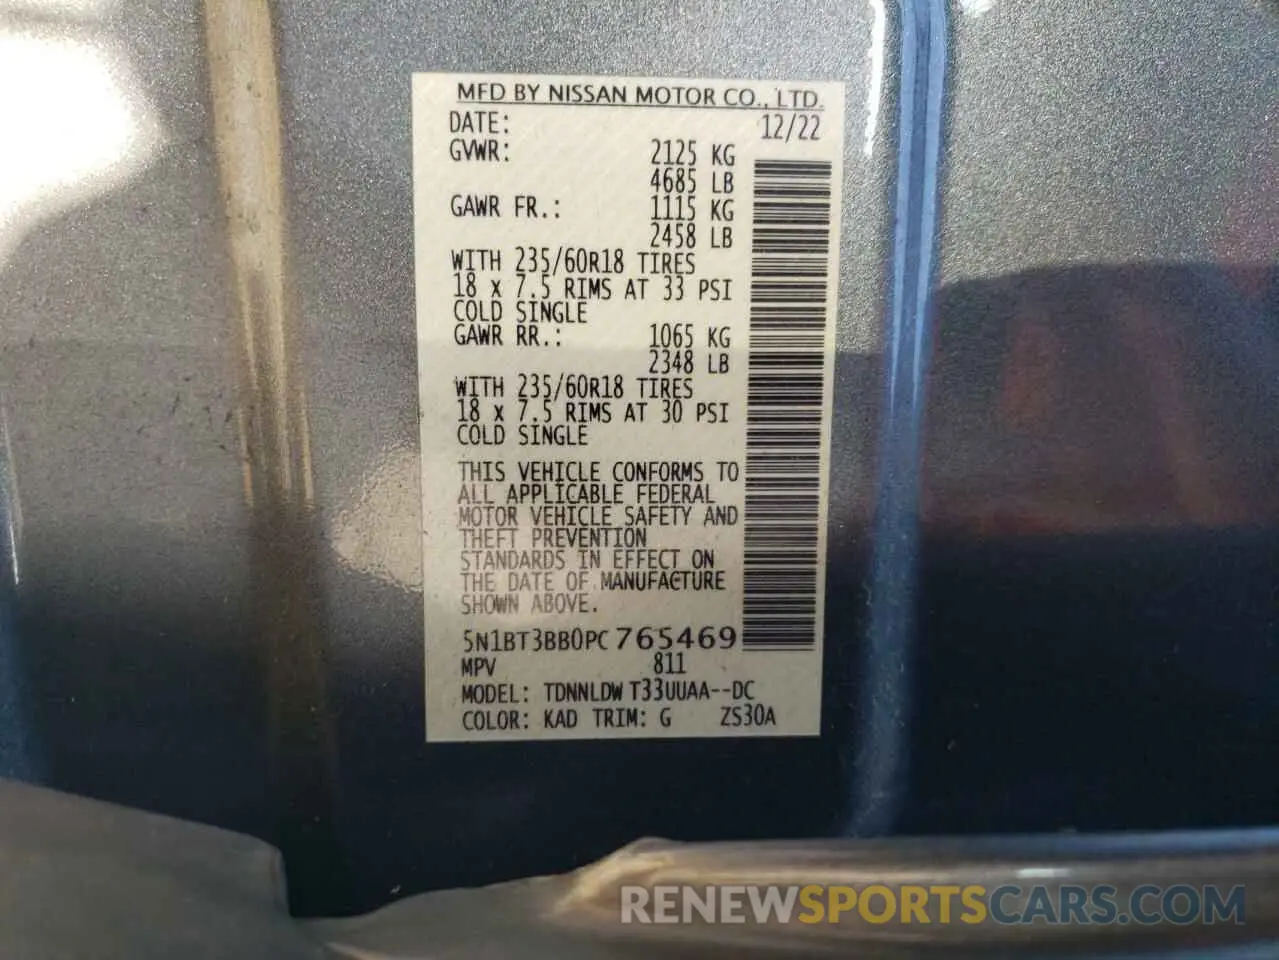 MFD BY NISSAN MOTOR CO., LTD.
DATE: 12/22
GVWR: 2125 KG
4685 LB
GAWR FR.: 1115 KG
2458 LB
WITH 235/60R18 TIRES
18 x 7.5 RIMS AT 33 PSI
COLD SINGLE
GAWR RR.: 1065 KG
2348 LB
WITH 235/60R18 TIRES
18 x 7.5 RIMS AT 30 PSI
COLD SINGLE
THIS VEHICLE CONFORMS TO
ALL APPLICABLE FEDERAL
MOTOR VEHICLE SAFETY AND
THEFT PREVENTION
STANDARDS IN EFFECT ON
THE DATE OF MANUFACTURE
SHOWN ABOVE.
5N1BT3BB0PC765469
MPV 811
MODEL: TDNNLDW T33UUAA--DC
COLOR: KAD TRIM: G ZS30A
RENEWSPORTSCARS.COM